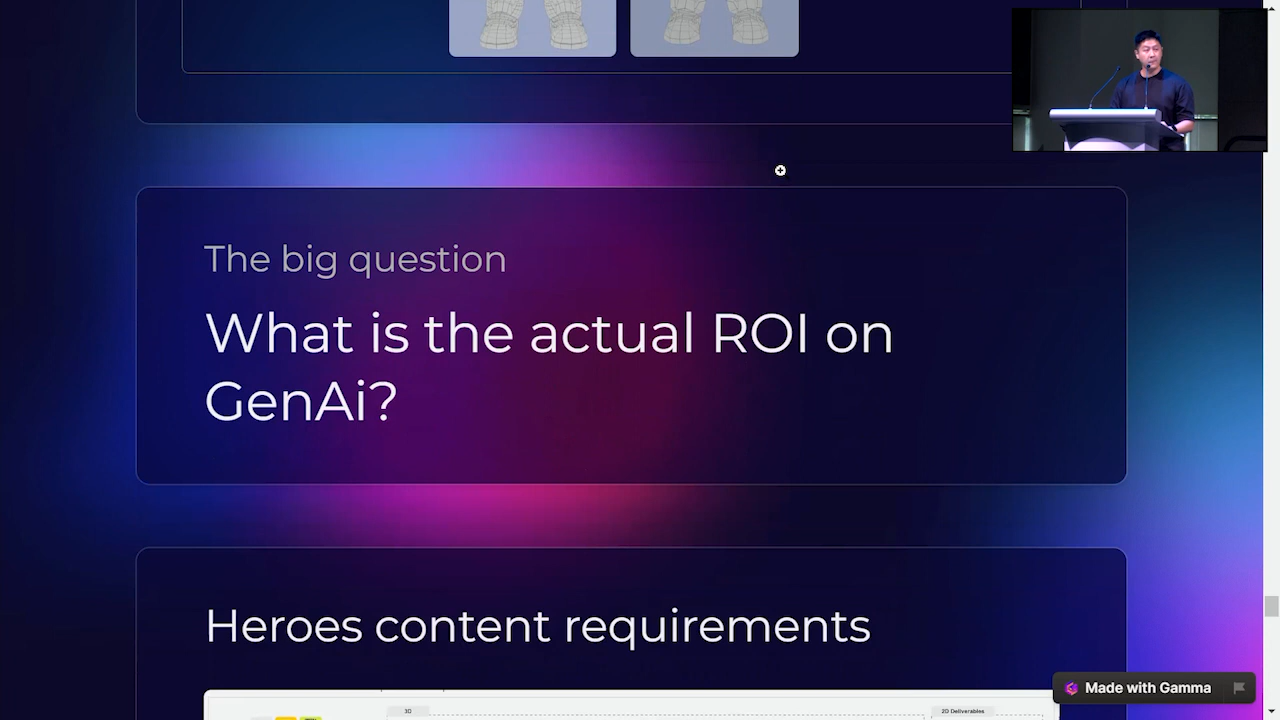 The big question
What is the actual ROI on
GenAi?
Heroes content requirements
3D
2D Deliverables
Made with Gamma